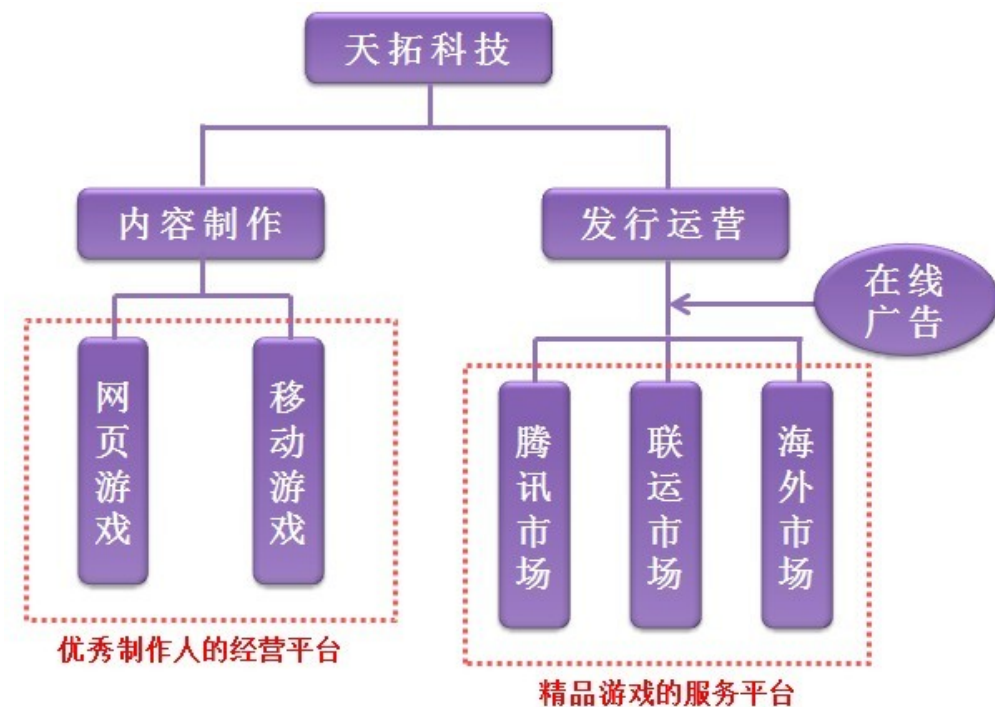 天拓科技
内容制作
发行运营
在线
广告
网页游戏
移动游戏
腾讯市场
联运市场
海外市场
优秀制作人的经营平台
精品游戏的服务平台